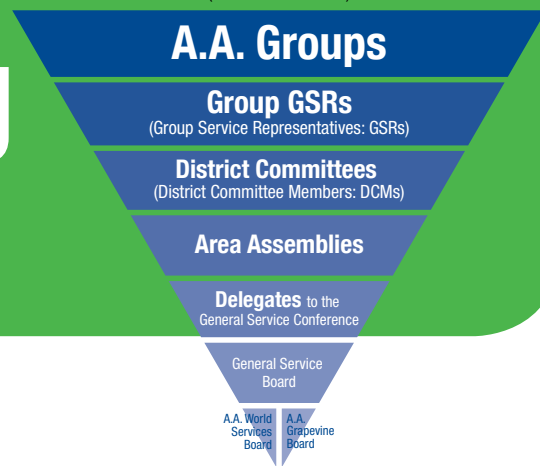 A.A. Groups
Group GSRs
(Group Service Representatives: GSRs)
District Committees
(District Committee Members: DCMs)
Area Assemblies
Delegates to the
General Service Conference
General Service
Board
A.A. World
Services
Board
A.A.
Grapevine
Board